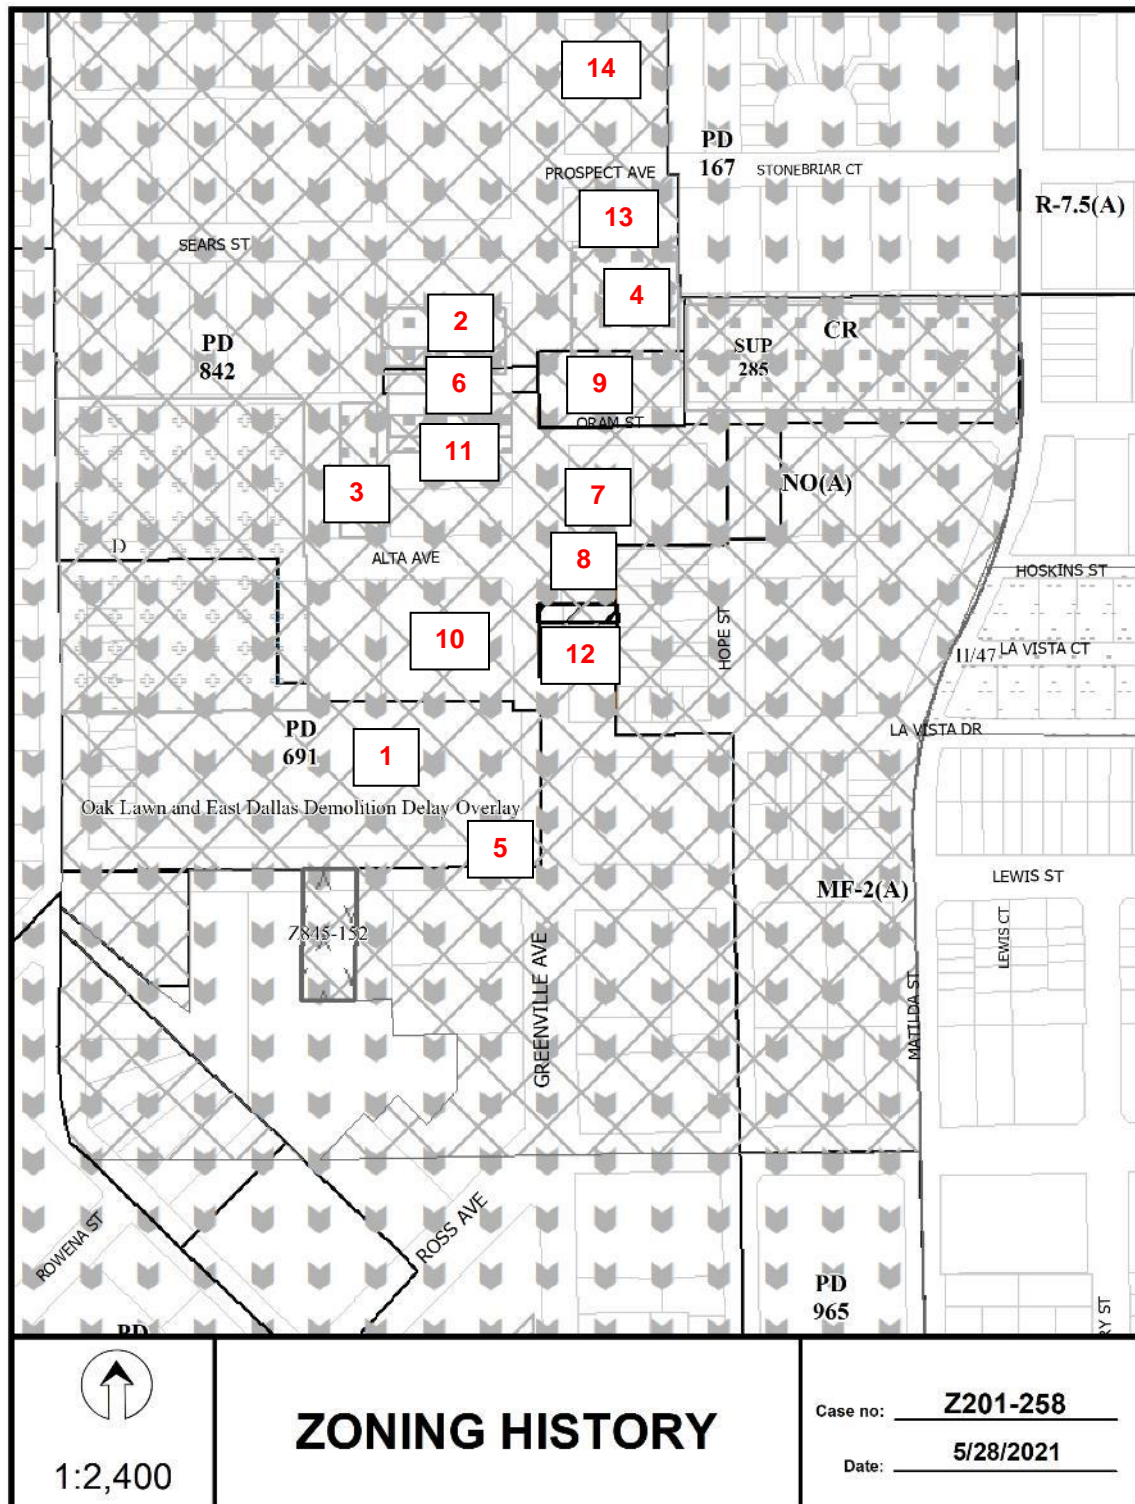 14
PD
167
STONEBRIAR CT
PROSPECT AVE
R-7.5(A)
13
SEARS ST
4
2
CR
PD
842
SUP
285
6
9
ORAM ST
11
3
7
NO(A)
D
ALTA AVE
8
HOSKINS ST
HOPE ST
10
12
II/47
LA VISTA CT
PD
691
1
LA VISTA DR
Oak Lawn and East Dallas Demolition Delay Overlay
5
LEWIS ST
MF-2(A)
LEWIS CT
Z845-152
GREENVILLE AVE
MATILDA ST
ROSS AVE
ROWENA ST
PD
965
RY ST
PD
1:2,400
ZONING HISTORY
Case no: Z201-258
Date: 5/28/2021